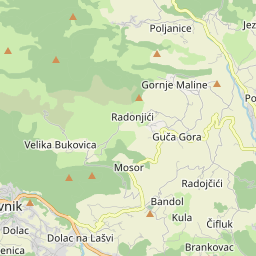 Poljanice
Jez
Gornje Maline
Po
Radonjići
Guča Gora
Velika Bukovica
Mosor
Radojčići
vnik
Bandol
Kula
Čifluk
Dolac
Dolac na Lašvi
enica
Brankovac